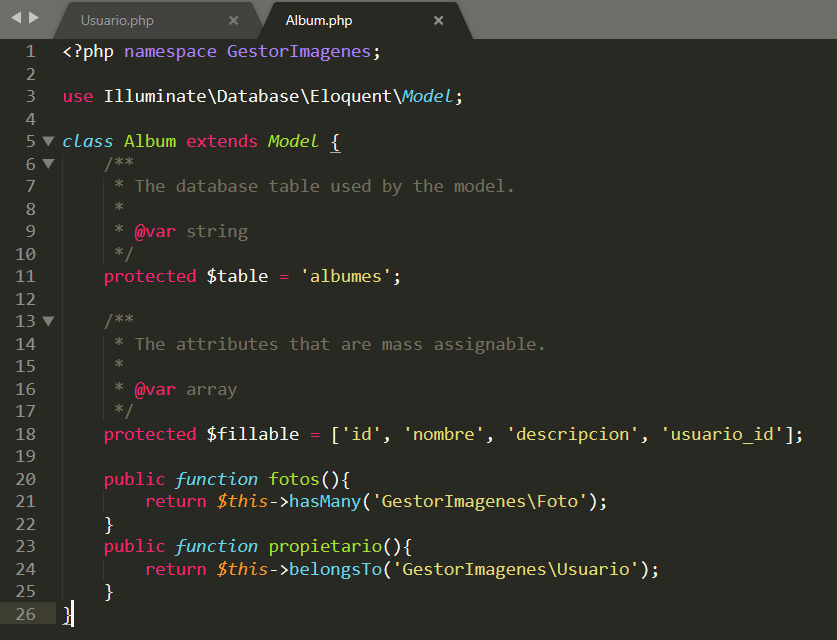 Usuario.php × Album.php ×
1 <?php namespace GestorImagenes;
2
3 use Illuminate\Database\Eloquent\Model;
4
5 class Album extends Model {
6 /**
7 * The database table used by the model.
8 *
9 * @var string
10 */
11 protected $table = 'albumes';
12
13 /**
14 * The attributes that are mass assignable.
15 *
16 * @var array
17 */
18 protected $fillable = ['id', 'nombre', 'descripcion', 'usuario_id'];
19
20 public function fotos(){
21 return $this->hasMany('GestorImagenes\Foto');
22 }
23 public function propietario(){
24 return $this->belongsTo('GestorImagenes\Usuario');
25 }
26 }